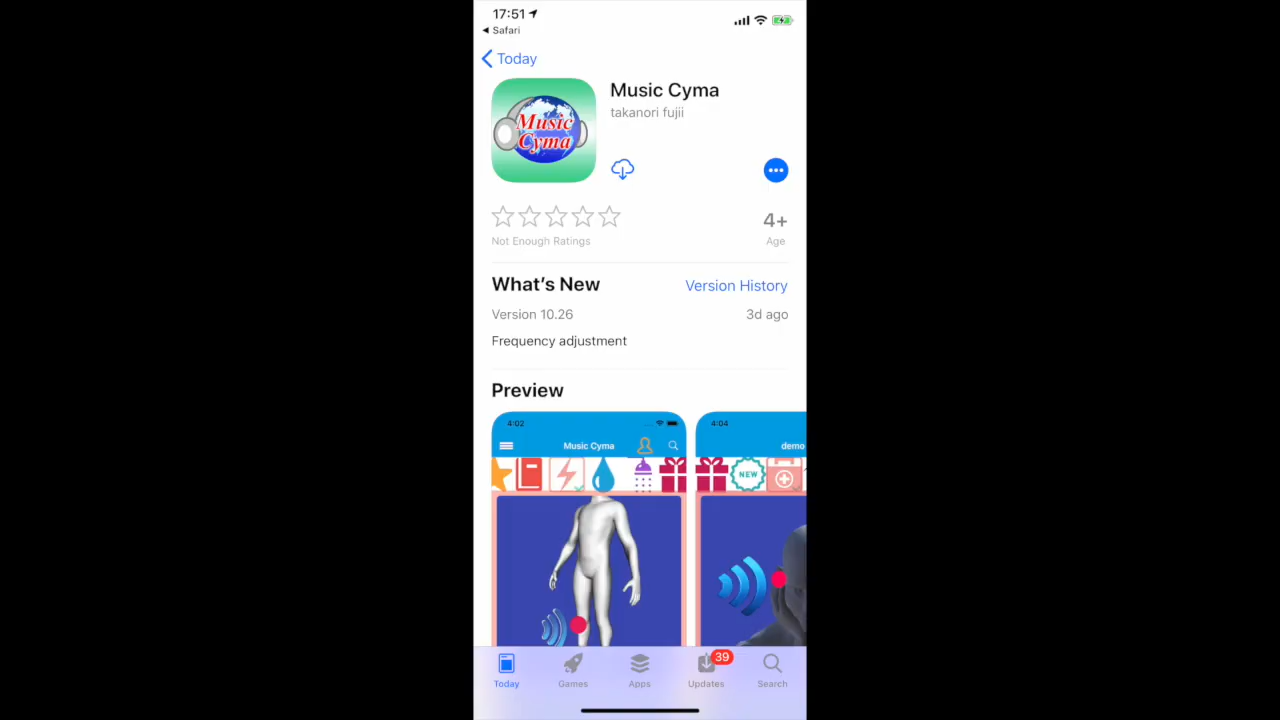 17:51
Safari
Today
Music Cyma
Music Cyma
takanori fujii
4+
Not Enough Ratings
Age
What's New
Version History
Version 10.26
3d ago
Frequency adjustment
Preview
4:02
Music Cyma
4:04
demo
NEW
Today
Games
Apps
39
Updates
Search